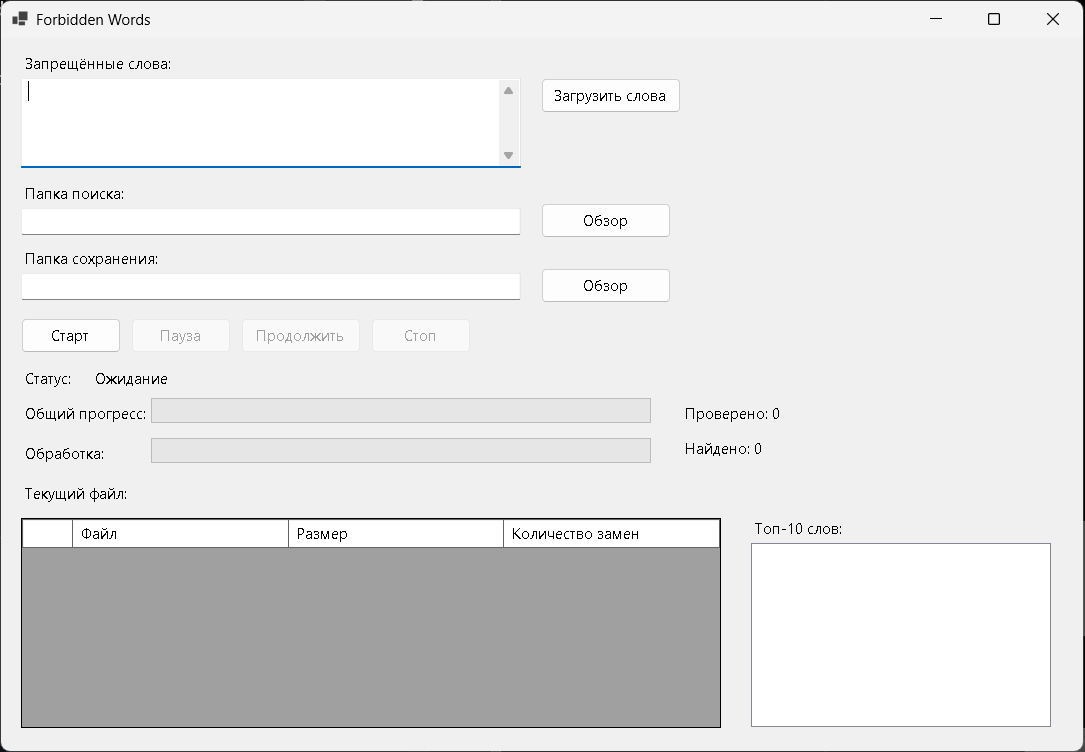 Forbidden Words
Запрещённые слова:
Загрузить слова
Папка поиска:
Обзор
Папка сохранения:
Обзор
Старт Пауза Продолжить Стоп
Статус: Ожидание
Общий прогресс: Проверено: 0
Обработка: Найдено: 0
Текущий файл:
Файл Размер Количество замен
Топ-10 слов: